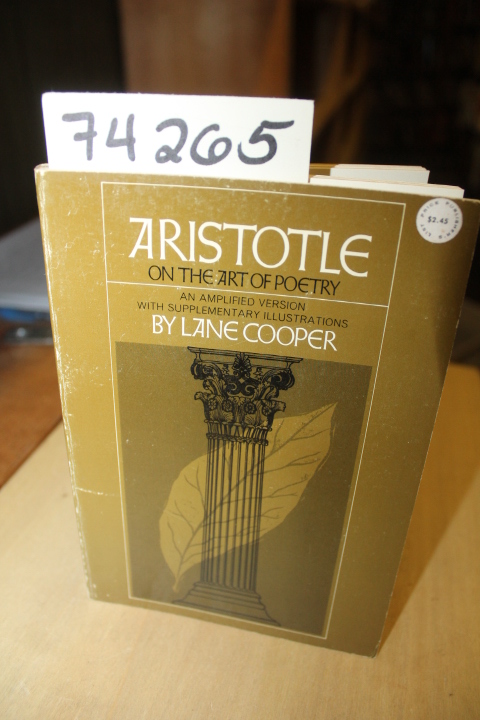 74265
$2.45
ARISTOTLE
ON THE ART OF POETRY
AN AMPLIFIED VERSION
WITH SUPPLEMENTARY ILLUSTRATIONS
BY LANE COOPER